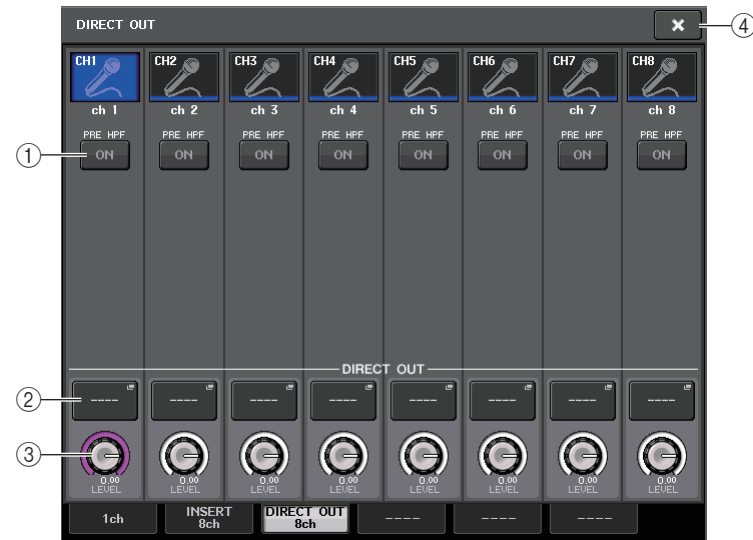 DIRECT OUT
④
CH1 CH2 CH3 CH4 CH5 CH6 CH7 CH8
ch 1 ch 2 ch 3 ch 4 ch 5 ch 6 ch 7 ch 8
PRE HPF PRE HPF PRE HPF PRE HPF PRE HPF PRE HPF PRE HPF PRE HPF
① ON ON ON ON ON ON ON ON
DIRECT OUT
② ---- ---- ---- ---- ---- ---- ---- ----
③
0.00 0.00 0.00 0.00 0.00 0.00 0.00 0.00
LEVEL LEVEL LEVEL LEVEL LEVEL LEVEL LEVEL LEVEL
1ch INSERT 8ch DIRECT OUT 8ch ---- ---- ----